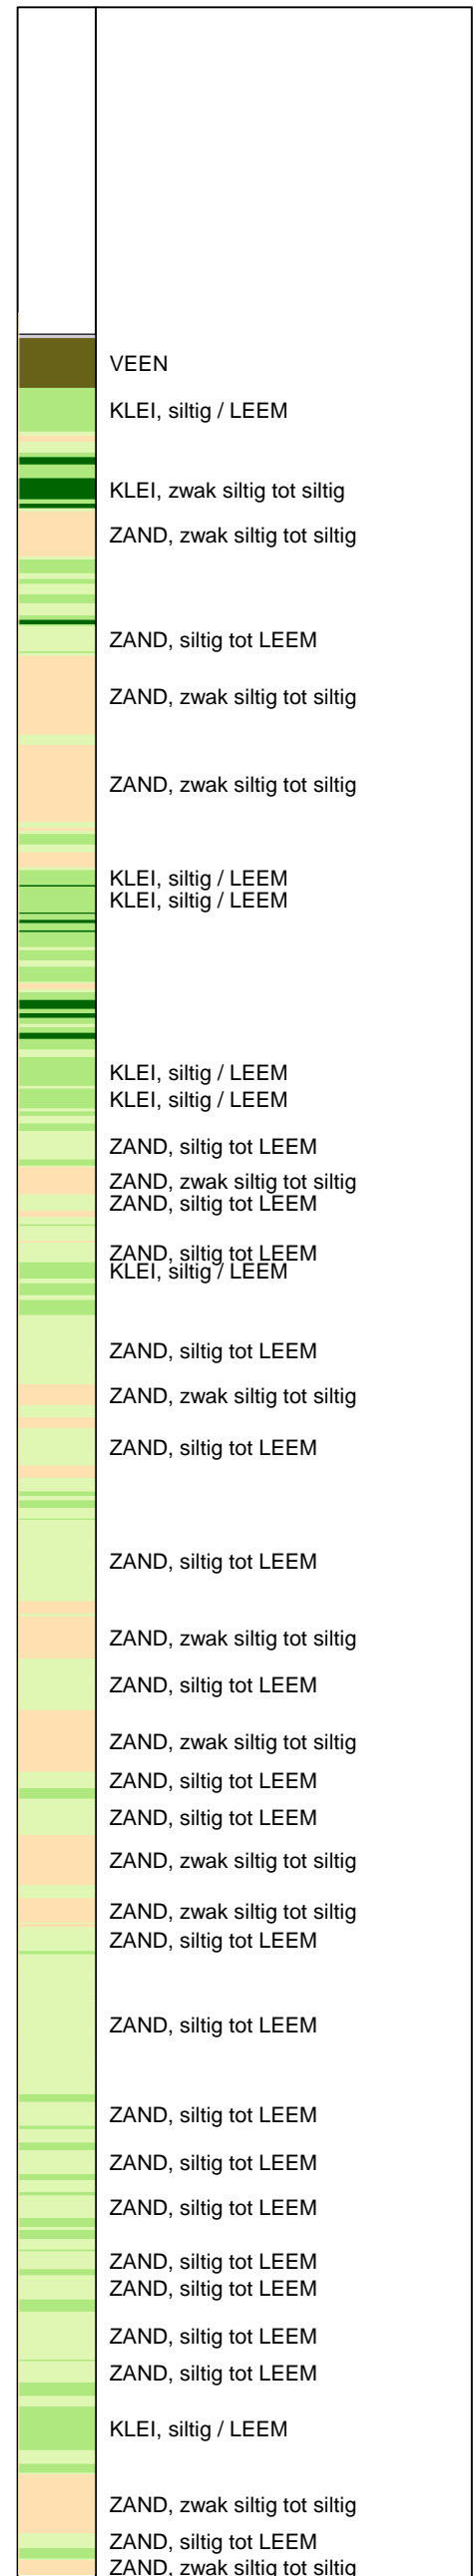 VEEN
KLEI, siltig / LEEM
KLEI, zwak siltig tot siltig
ZAND, zwak siltig tot siltig
ZAND, siltig tot LEEM
ZAND, zwak siltig tot siltig
ZAND, zwak siltig tot siltig
KLEI, siltig / LEEM
KLEI, siltig / LEEM
KLEI, siltig / LEEM
KLEI, siltig / LEEM
ZAND, siltig tot LEEM
ZAND, zwak siltig tot siltig
ZAND, siltig tot LEEM
ZAND, siltig tot LEEM
KLEI, siltig / LEEM
ZAND, siltig tot LEEM
ZAND, zwak siltig tot siltig
ZAND, siltig tot LEEM
ZAND, siltig tot LEEM
ZAND, zwak siltig tot siltig
ZAND, siltig tot LEEM
ZAND, zwak siltig tot siltig
ZAND, siltig tot LEEM
ZAND, siltig tot LEEM
ZAND, zwak siltig tot siltig
ZAND, zwak siltig tot siltig
ZAND, siltig tot LEEM
ZAND, siltig tot LEEM
ZAND, siltig tot LEEM
ZAND, siltig tot LEEM
ZAND, siltig tot LEEM
ZAND, siltig tot LEEM
ZAND, siltig tot LEEM
ZAND, siltig tot LEEM
ZAND, siltig tot LEEM
KLEI, siltig / LEEM
ZAND, zwak siltig tot siltig
ZAND, siltig tot LEEM
ZAND, zwak siltig tot siltig